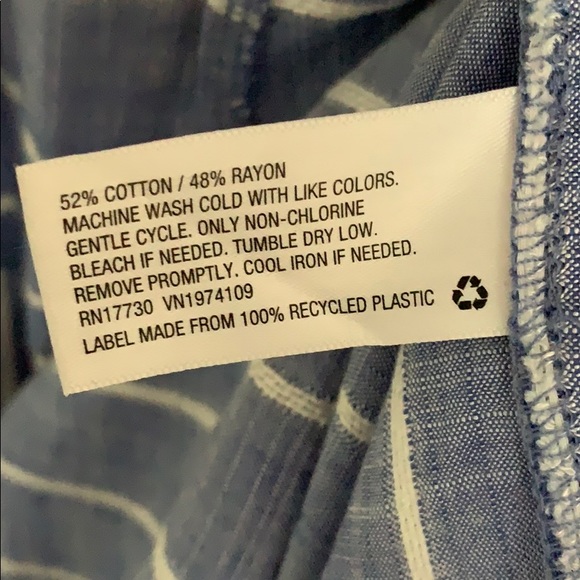 52% COTTON / 48% RAYON
MACHINE WASH COLD WITH LIKE COLORS.
GENTLE CYCLE. ONLY NON-CHLORINE
BLEACH IF NEEDED. TUMBLE DRY LOW.
REMOVE PROMPTLY. COOL IRON IF NEEDED.
RN17730 VN1974109
LABEL MADE FROM 100% RECYCLED PLASTIC